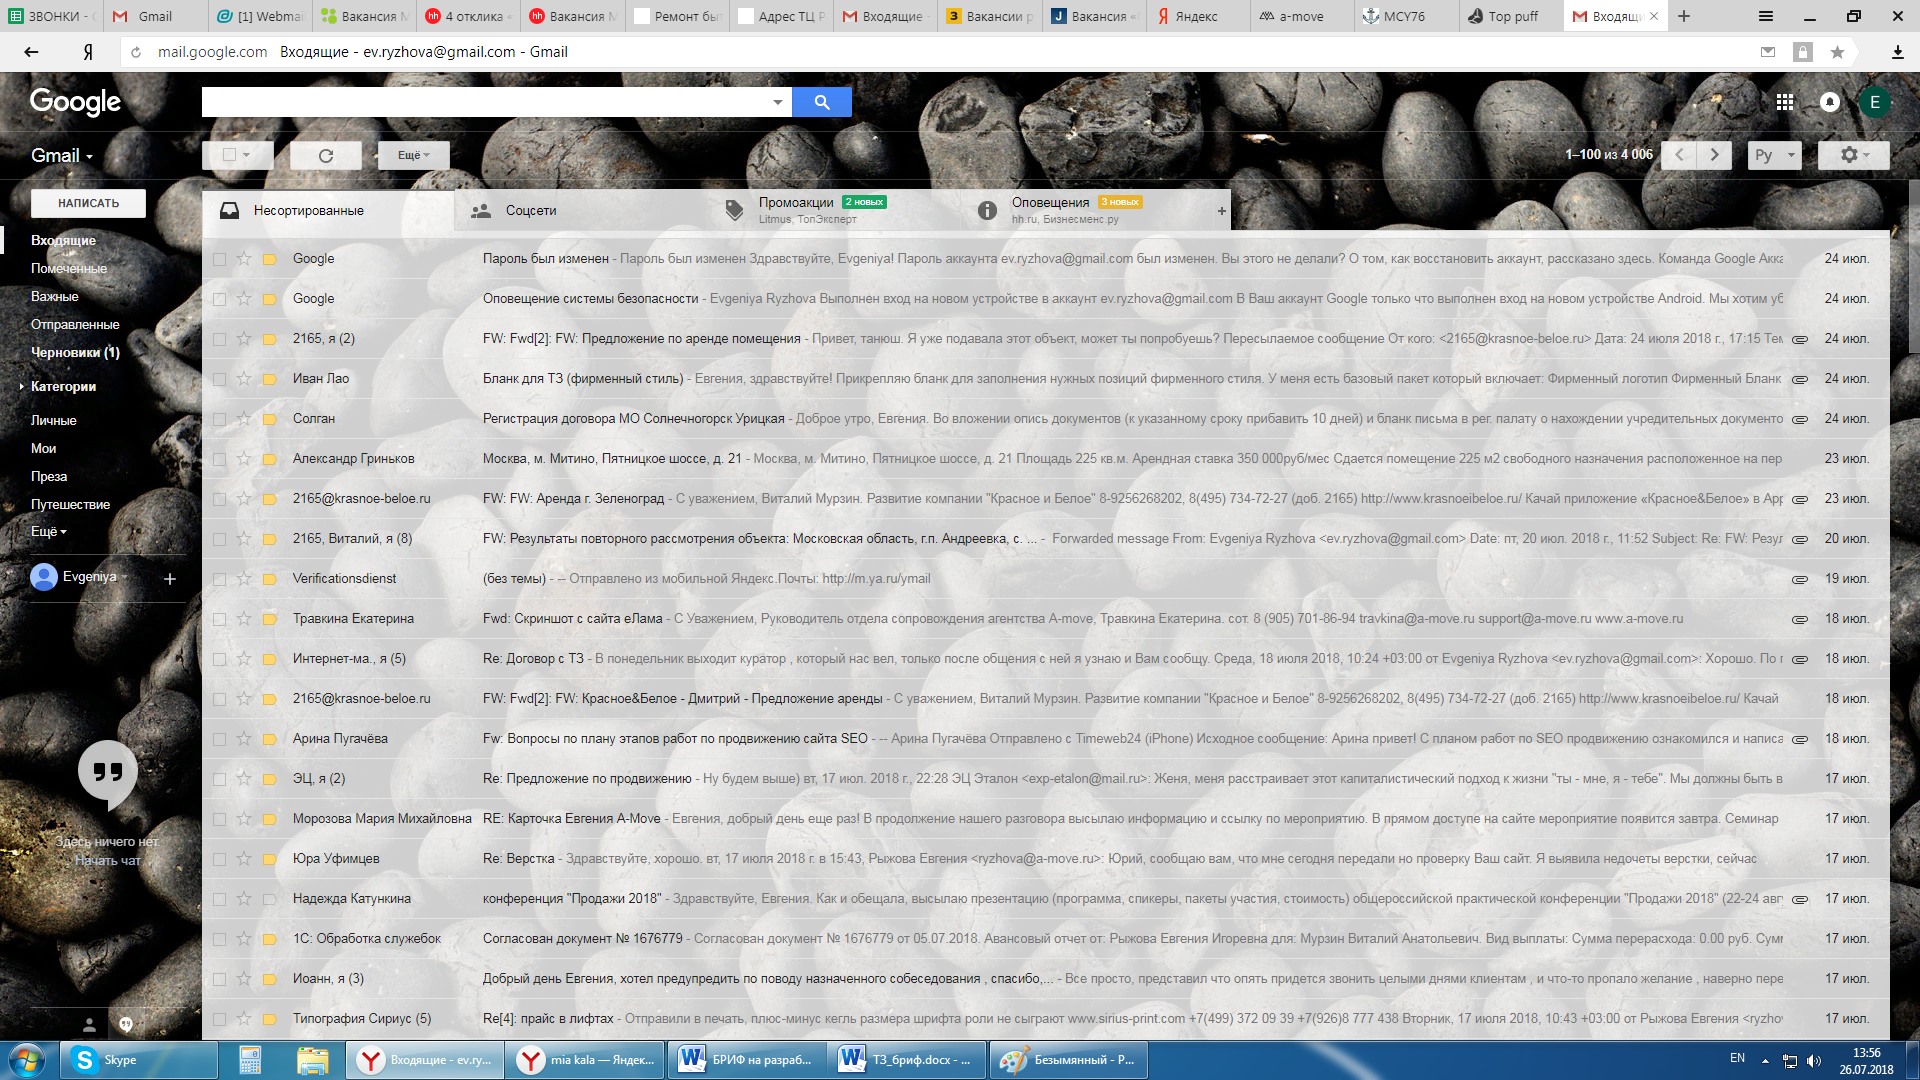 ЗВОНКИ - С
Gmail
[1] Webmai
Вакансия М
4 отклика «
Вакансия М
Ремонт бы
Адрес ТЦ Р
Входящие -
Вакансии р
Вакансия «
Яндекс
a-move
МСУ76
Top puff
Входящи
mail.google.com Входящие - ev.ryzhova@gmail.com - Gmail
Google
E
Gmail
Ещё
1–100 из 4 006
Ру
НАПИСАТЬ
Входящие
Помеченные
Важные
Отправленные
Черновики (1)
Категории
Личные
Мои
Преза
Путешествие
Ещё
Evgeniya
Здесь ничего нет.
Начать чат
Несортированные
Соцсети
Промоакции 2 новых
Litmus, ТопЭксперт
Оповещения 3 новых
hh.ru, Бизнесменс.ру
Google Пароль был изменен - Пароль был изменен Здравствуйте, Evgeniya! Пароль аккаунта ev.ryzhova@gmail.com был изменен. Вы этого не делали? О том, как восстановить аккаунт, рассказано здесь. Команда Google Акка 24 июл.
Google Оповещение системы безопасности - Evgeniya Ryzhova Выполнен вход на новом устройстве в аккаунт ev.ryzhova@gmail.com В Ваш аккаунт Google только что выполнен вход на новом устройстве Android. Мы хотим уб 24 июл.
2165, я (2) FW: Fwd[2]: FW: Предложение по аренде помещения - Привет, танюш. Я уже подавала этот объект, может ты попробуешь? Пересылаемое сообщение От кого: <2165@krasnoe-beloe.ru> Дата: 24 июля 2018 г., 17:15 Тем 24 июл.
Иван Лао Бланк для ТЗ (фирменный стиль) - Евгения, здравствуйте! Прикрепляю бланк для заполнения нужных позиций фирменного стиля. У меня есть базовый пакет который включает: Фирменный логотип Фирменный Бланк 24 июл.
Солган Регистрация договора МО Солнечногорск Урицкая - Доброе утро, Евгения. Во вложении опись документов (к указанному сроку прибавить 10 дней) и бланк письма в рег. палату о нахождении учредительных документо 24 июл.
Александр Гриньков Москва, м. Митино, Пятницкое шоссе, д. 21 - Москва, м. Митино, Пятницкое шоссе, д. 21 Площадь 225 кв.м. Арендная ставка 350 000руб/мес Сдается помещение 225 м2 свободного назначения расположенное на пер 23 июл.
2165@krasnoe-beloe.ru FW: FW: Аренда г. Зеленоград - С уважением, Виталий Мурзин. Развитие компании "Красное и Белое" 8-9256268202, 8(495) 734-72-27 (доб. 2165) http://www.krasnoeibeloe.ru/ Качай приложение «Красное&Белое» в App 23 июл.
2165, Виталий, я (8) FW: Результаты повторного рассмотрения объекта: Московская область, г.п. Андреевка, с. ... - Forwarded message From: Evgeniya Ryzhova <ev.ryzhova@gmail.com> Date: пт, 20 июл. 2018 г., 11:52 Subject: Re: FW: Резул 20 июл.
Verificationsdienst (без темы) - -- Отправлено из мобильной Яндекс.Почты: http://m.ya.ru/ymail 19 июл.
Травкина Екатерина Fwd: Скриншот с сайта еЛама - С Уважением, Руководитель отдела сопровождения агентства A-move, Травкина Екатерина. сот. 8 (905) 701-86-94 travkina@a-move.ru support@a-move.ru www.a-move.ru 18 июл.
Интернет-ма., я (5) Re: Договор с ТЗ - В понедельник выходит куратор , который нас вел, только после общения с ней я узнаю и Вам сообщу. Среда, 18 июля 2018, 10:24 +03:00 от Evgeniya Ryzhova <ev.ryzhova@gmail.com>: Хорошо. По г 18 июл.
2165@krasnoe-beloe.ru FW: Fwd[2]: FW: Красное&Белое - Дмитрий - Предложение аренды - С уважением, Виталий Мурзин. Развитие компании "Красное и Белое" 8-9256268202, 8(495) 734-72-27 (доб. 2165) http://www.krasnoeibeloe.ru/ Качай 18 июл.
Арина Пугачёва Fw: Вопросы по плану этапов работ по продвижению сайта SEO - -- Арина Пугачёва Отправлено с Timeweb24 (iPhone) Исходное сообщение: Арина привет! С планом работ по SEO продвижению ознакомился и написа 18 июл.
ЭЦ, я (2) Re: Предложение по продвижению - Ну будем выше) вт, 17 июл. 2018 г., 22:28 ЭЦ Эталон <exp-etalon@mail.ru>: Женя, меня расстраивает этот капиталистический подход к жизни "ты - мне, я - тебе". Мы должны быть в 17 июл.
Морозова Мария Михайловна RE: Карточка Евгения A-Move - Евгения, добрый день еще раз! В продолжение нашего разговора высылаю информацию и ссылку по мероприятию. В прямом доступе на сайте мероприятие появится завтра. Семинар 17 июл.
Юра Уфимцев Re: Верстка - Здравствуйте, хорошо. вт, 17 июля 2018 г. в 15:43, Рыжова Евгения <ryzhova@a-move.ru>: Юрий, сообщаю вам, что мне сегодня передали но проверку Ваш сайт. Я выявила недочеты верстки, сейчас 17 июл.
Надежда Катункина конференция "Продажи 2018" - Здравствуйте, Евгения. Как и обещала, высылаю презентацию (программа, спикеры, пакеты участия, стоимость) общероссийской практической конференции "Продажи 2018" (22-24 авг 17 июл.
1С: Обработка служебок Согласован документ № 1676779 - Согласован документ № 1676779 от 05.07.2018. Авансовый отчет от: Рыжова Евгения Игоревна для: Мурзин Виталий Анатольевич. Вид выплаты: Сумма перерасхода: 0.00 руб. Сумм 17 июл.
Иоанн, я (3) Добрый день Евгения, хотел предупредить по поводу назначенного собеседования , спасибо,... - Все просто, представил что опять придется звонить целыми днями клиентам , и что-то пропало желание , наверно пере 17 июл.
Типография Сириус (5) Re[4]: прайс в лифтах - Отправили в печать, плюс-минус кегль размера шрифта роли не сыграют www.sirius-print.com +7(499) 372 09 39 +7(926)8 777 438 Вторник, 17 июля 2018, 10:43 +03:00 от Рыжова Евгения <ryzhov 17 июл.
Skype
Входящие - ev.ry...
mia kala — Яндек...
БРИФ на разраб...
ТЗ_бриф.docx - ...
Безымянный - P...
EN
13:56
26.07.2018